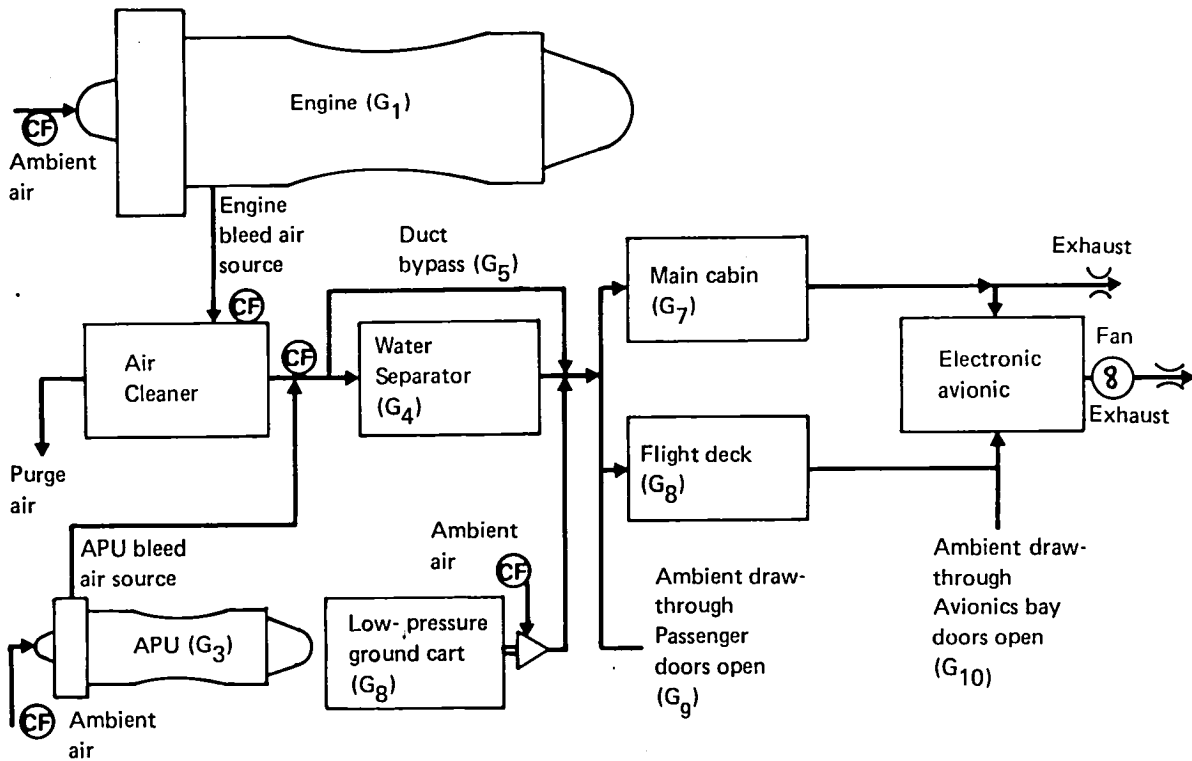 Engine (G1)
CF
Ambient
air
Engine
bleed air
source
Duct
bypass (G5)
CF
CF
Air
Cleaner
Water
Separator
(G4)
Main cabin
(G7)
Exhaust
Electronic
avionic
Fan
8
Exhaust
Flight deck
(G8)
Purge
air
APU bleed
air source
APU (G3)
CF
Ambient
air
Ambient
air
CF
Low-pressure
ground cart
(G8)
Ambient draw-
through
Passenger
doors open
(G9)
Ambient draw-
through
Avionics bay
doors open
(G10)